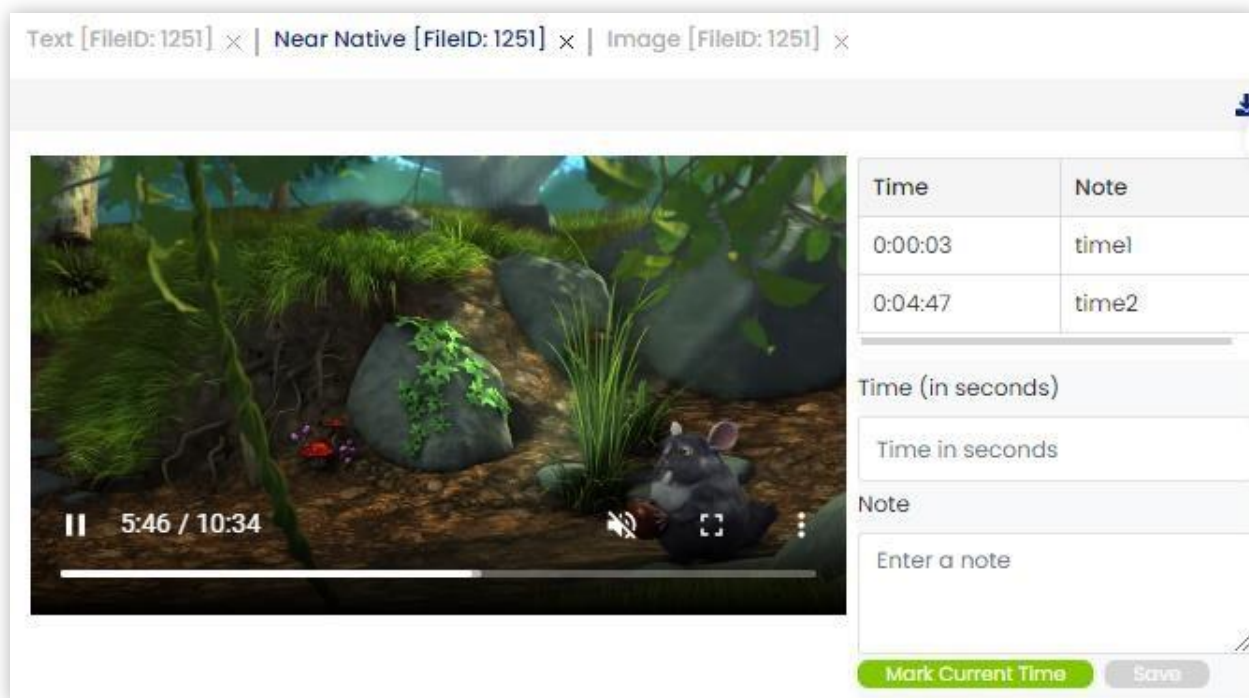 Text [FileID: 1251] × | Near Native [FileID: 1251] × | Image [FileID: 1251] ×
Time Note
0:00:03 time1
0:04:47 time2
Time (in seconds)
Time in seconds
Note
Enter a note
5:46 / 10:34
Mark Current Time Save